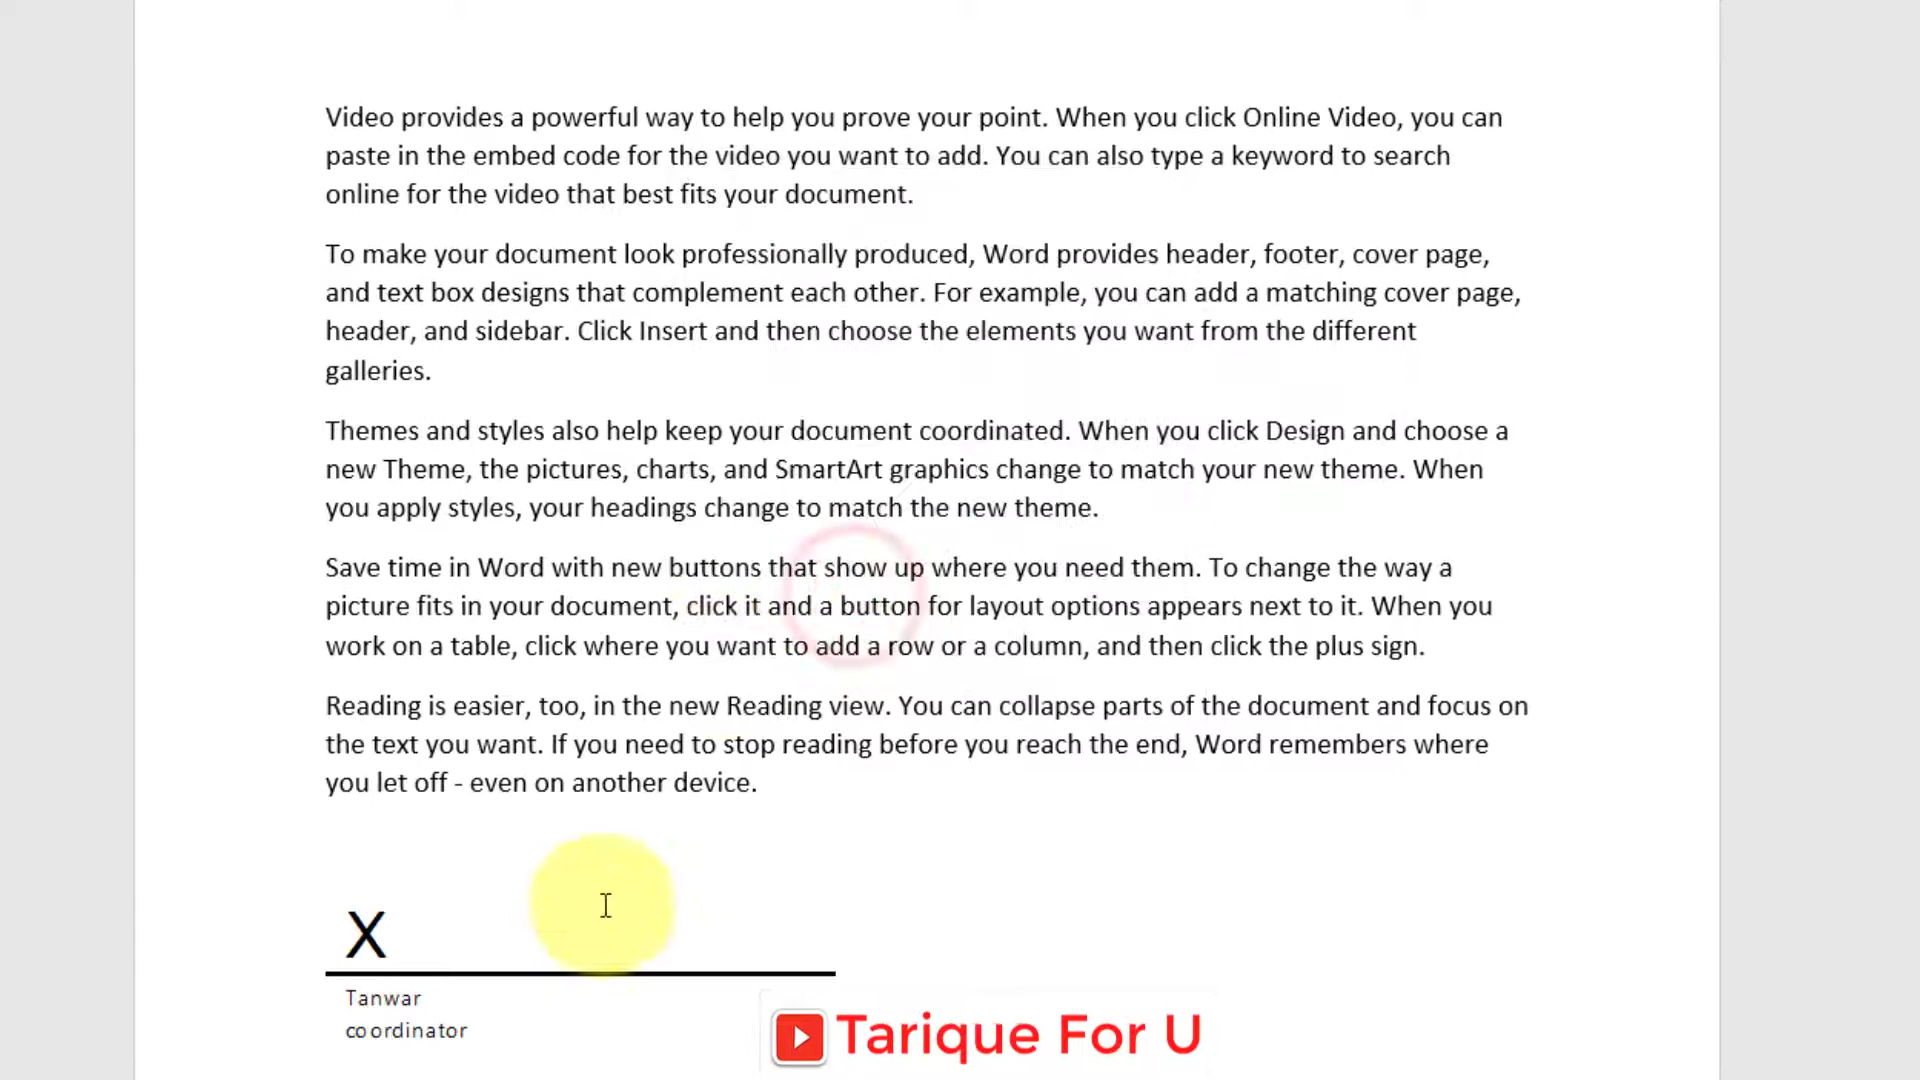 Video provides a powerful way to help you prove your point. When you click Online Video, you can
paste in the embed code for the video you want to add. You can also type a keyword to search
online for the video that best fits your document.
To make your document look professionally produced, Word provides header, footer, cover page,
and text box designs that complement each other. For example, you can add a matching cover page,
header, and sidebar. Click Insert and then choose the elements you want from the different
galleries.
Themes and styles also help keep your document coordinated. When you click Design and choose a
new Theme, the pictures, charts, and SmartArt graphics change to match your new theme. When
you apply styles, your headings change to match the new theme.
Save time in Word with new buttons that show up where you need them. To change the way a
picture fits in your document, click it and a button for layout options appears next to it. When you
work on a table, click where you want to add a row or a column, and then click the plus sign.
Reading is easier, too, in the new Reading view. You can collapse parts of the document and focus on
the text you want. If you need to stop reading before you reach the end, Word remembers where
you let off - even on another device.
X
Tanwar
coordinator
Tarique For U